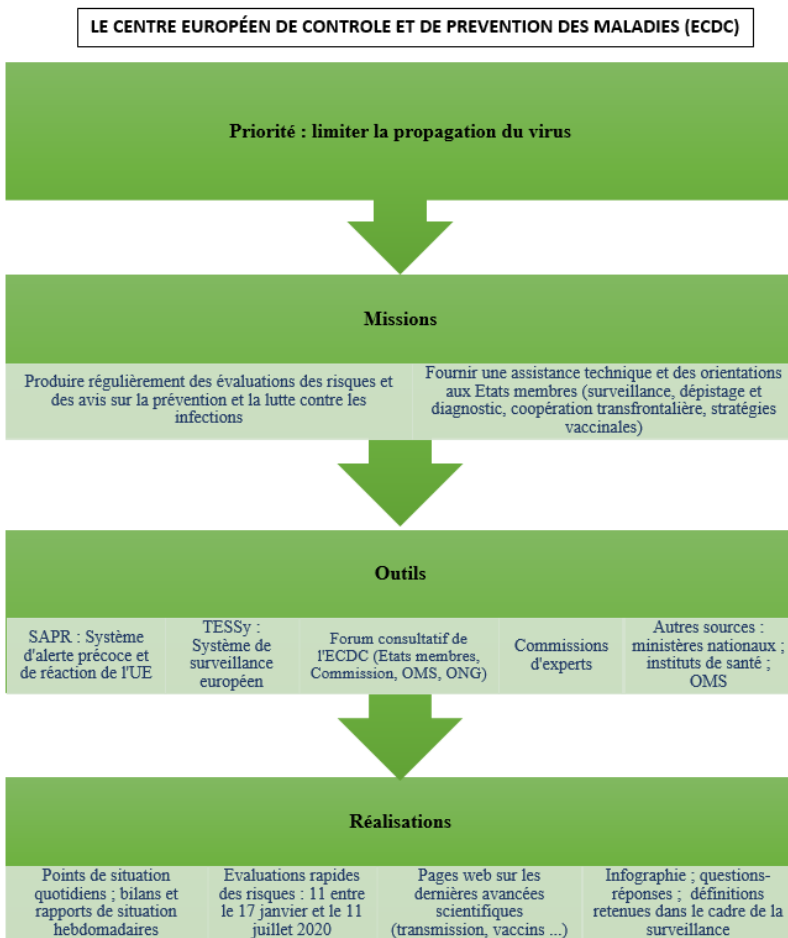 LE CENTRE EUROPÉEN DE CONTROLE ET DE PREVENTION DES MALADIES (ECDC)
Priorité : limiter la propagation du virus
Missions
Produire régulièrement des évaluations des risques et
des avis sur la prévention et la lutte contre les
infections
Fournir une assistance technique et des orientations
aux Etats membres (surveillance, dépistage et
diagnostic, coopération transfrontalière, stratégies
vaccinales)
Outils
SAPR : Système
d'alerte précoce et
de réaction de l'UE
TESSy :
Système de
surveillance
européen
Forum consultatif de
l'ECDC (Etats membres,
Commission, OMS, ONG)
Commissions
d'experts
Autres sources :
ministères nationaux ;
instituts de santé ;
OMS
Réalisations
Points de situation
quotidiens ; bilans et
rapports de situation
hebdomadaires
Evaluations rapides
des risques : 11 entre
le 17 janvier et le 11
juillet 2020
Pages web sur les
dernières avancées
scientifiques
(transmission, vaccins ...)
Infographie ; questions-
réponses ; définitions
retenues dans le cadre de la
surveillance